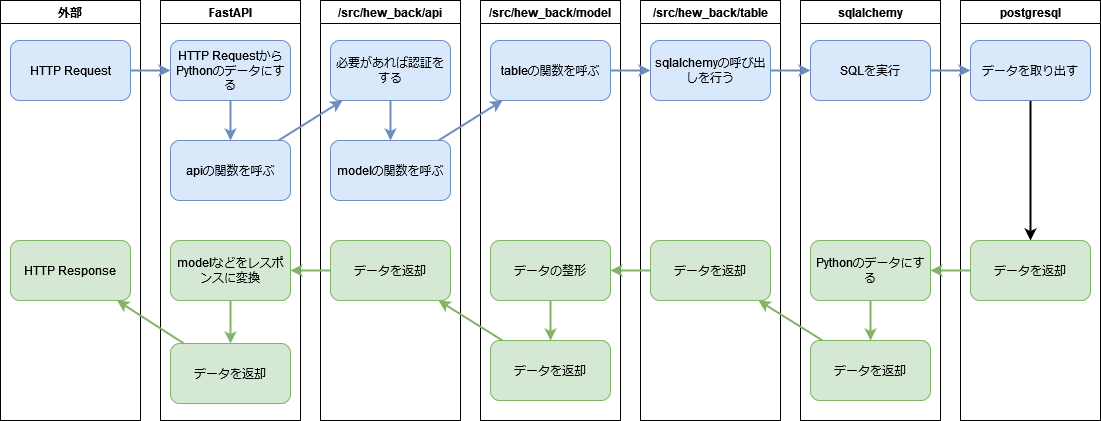 外部
FastAPI
/src/hew_back/api
/src/hew_back/model
/src/hew_back/table
sqlalchemy
postgresql
HTTP Request
HTTP Requestから
Pythonのデータにす
る
必要があれば認証を
する
tableの関数を呼ぶ
sqlalchemyの呼び出
しを行う
SQLを実行
データを取り出す
apiの関数を呼ぶ
modelの関数を呼ぶ
HTTP Response
modelなどをレスポ
ンスに変換
データを返却
データの整形
データを返却
Pythonのデータにす
る
データを返却
データを返却
データを返却
データを返却